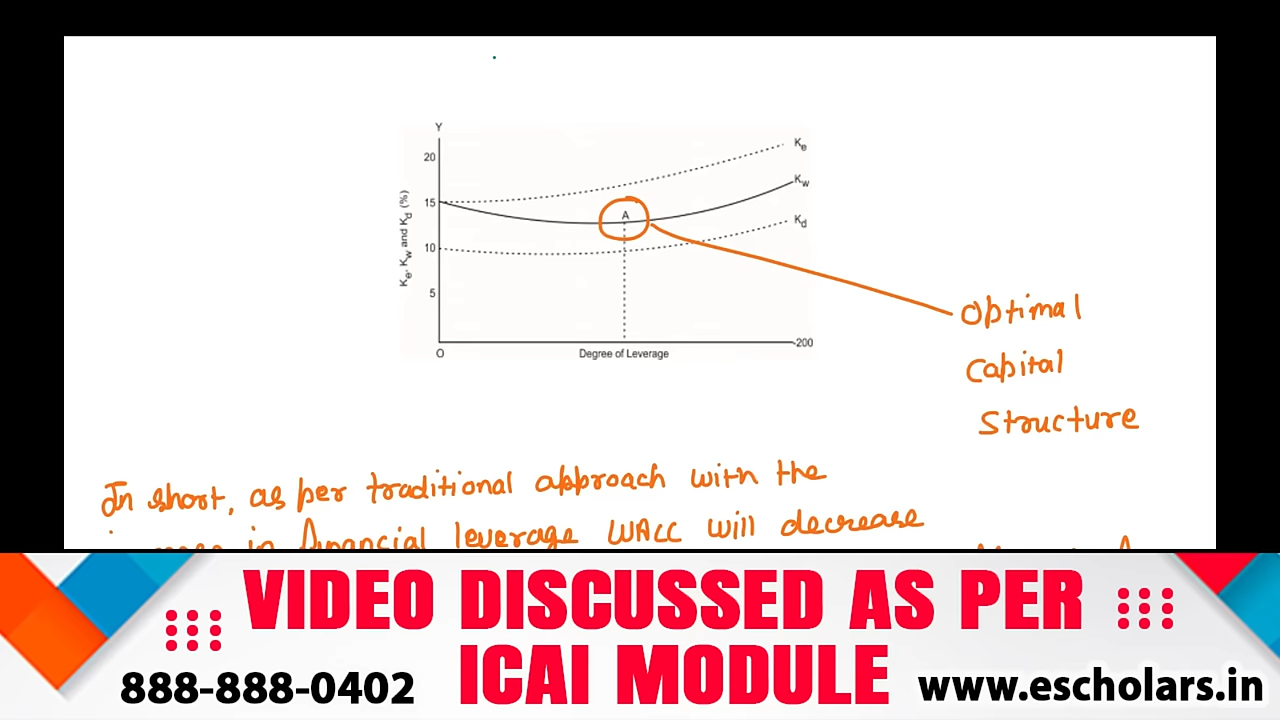 Y
20
15
10
5
Ke, Kw and Kd (%)
Ke
Kw
Kd
A
O
Degree of Leverage
200
Optimal
Capital
Structure
In short, as per traditional approach with the
in financial leverage WACC will decrease
VIDEO DISCUSSED AS PER
ICAI MODULE
888-888-0402
www.escholars.in